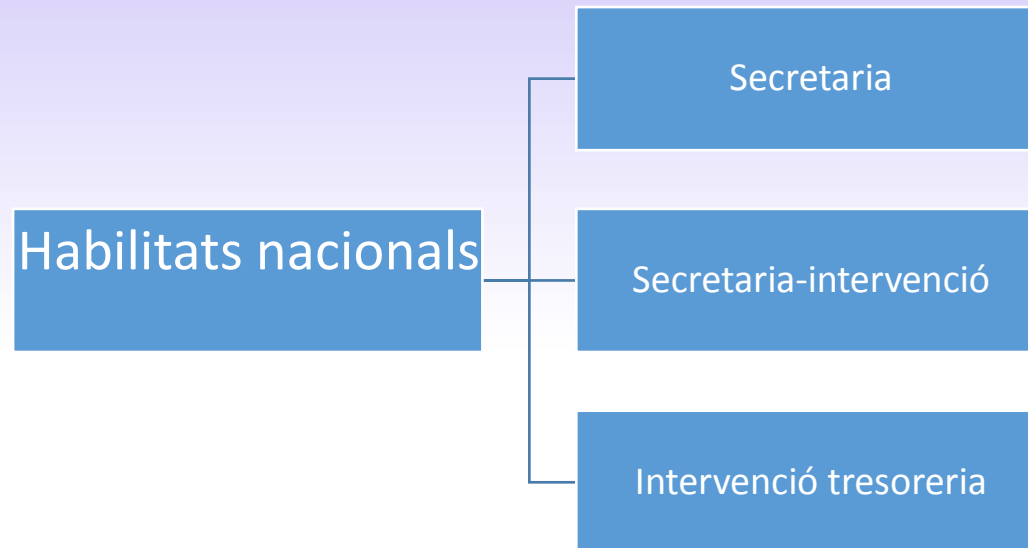 Habilitats nacionals
Secretaria
Secretaria-intervenció
Intervenció tresoreria